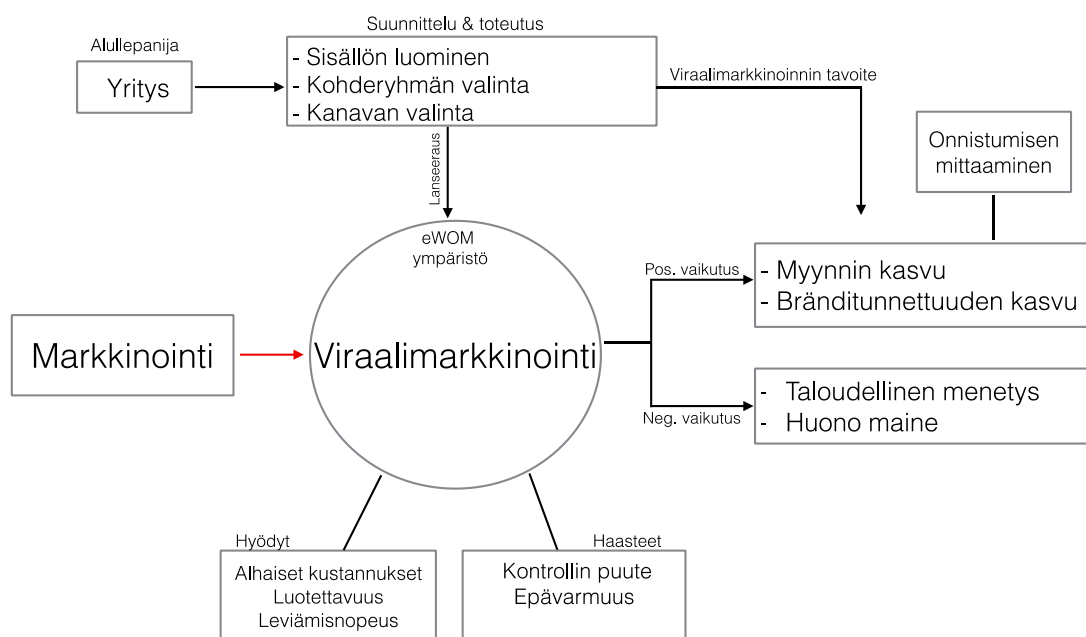 Suunnittelu & toteutus
Alullepanija
Yritys
- Sisällön luominen
- Kohderyhmän valinta
- Kanavan valinta
Viraalimarkkinoinnin tavoite
Onnistumisen
mittaaminen
Lanseeraus
eWOM
ympäristö
Pos. vaikutus
- Myynnin kasvu
- Bränditunnettuuden kasvu
Markkinointi
Viraalimarkkinointi
- Taloudellinen menetys
- Huono maine
Neg. vaikutus
Hyödyt
Alhaiset kustannukset
Luotettavuus
Leviämisnopeus
Haasteet
Kontrollin puute
Epävarmuus